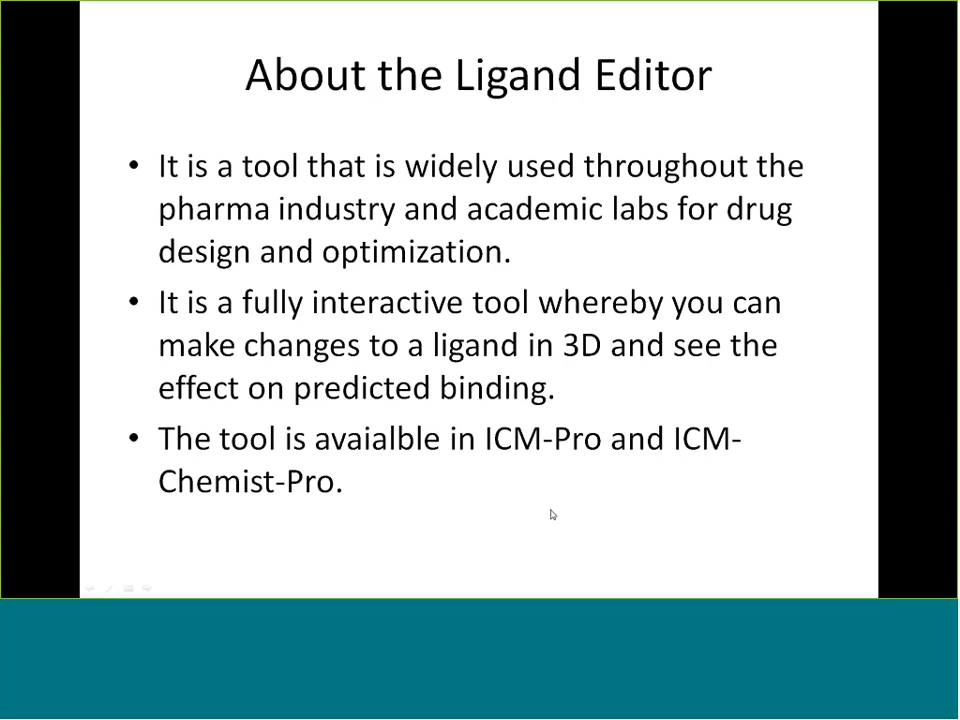 About the Ligand Editor
• It is a tool that is widely used throughout the
pharma industry and academic labs for drug
design and optimization.
• It is a fully interactive tool whereby you can
make changes to a ligand in 3D and see the
effect on predicted binding.
• The tool is avaialble in ICM-Pro and ICM-
Chemist-Pro.